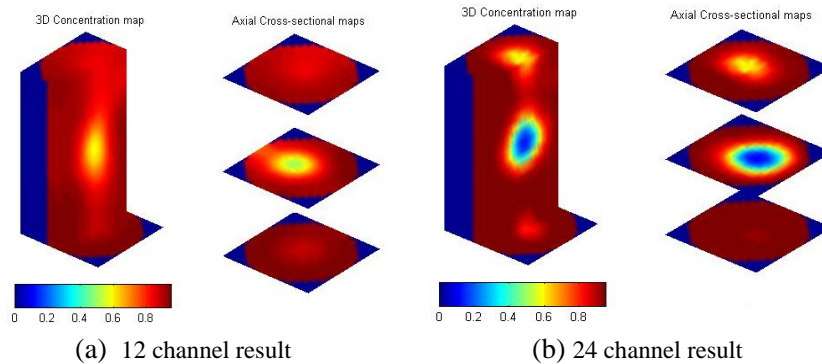 3D Concentration map
Axial Cross-sectional maps
0 0.2 0.4 0.6 0.8
(a) 12 channel result
3D Concentration map
Axial Cross-sectional maps
0 0.2 0.4 0.6 0.8
(b) 24 channel result